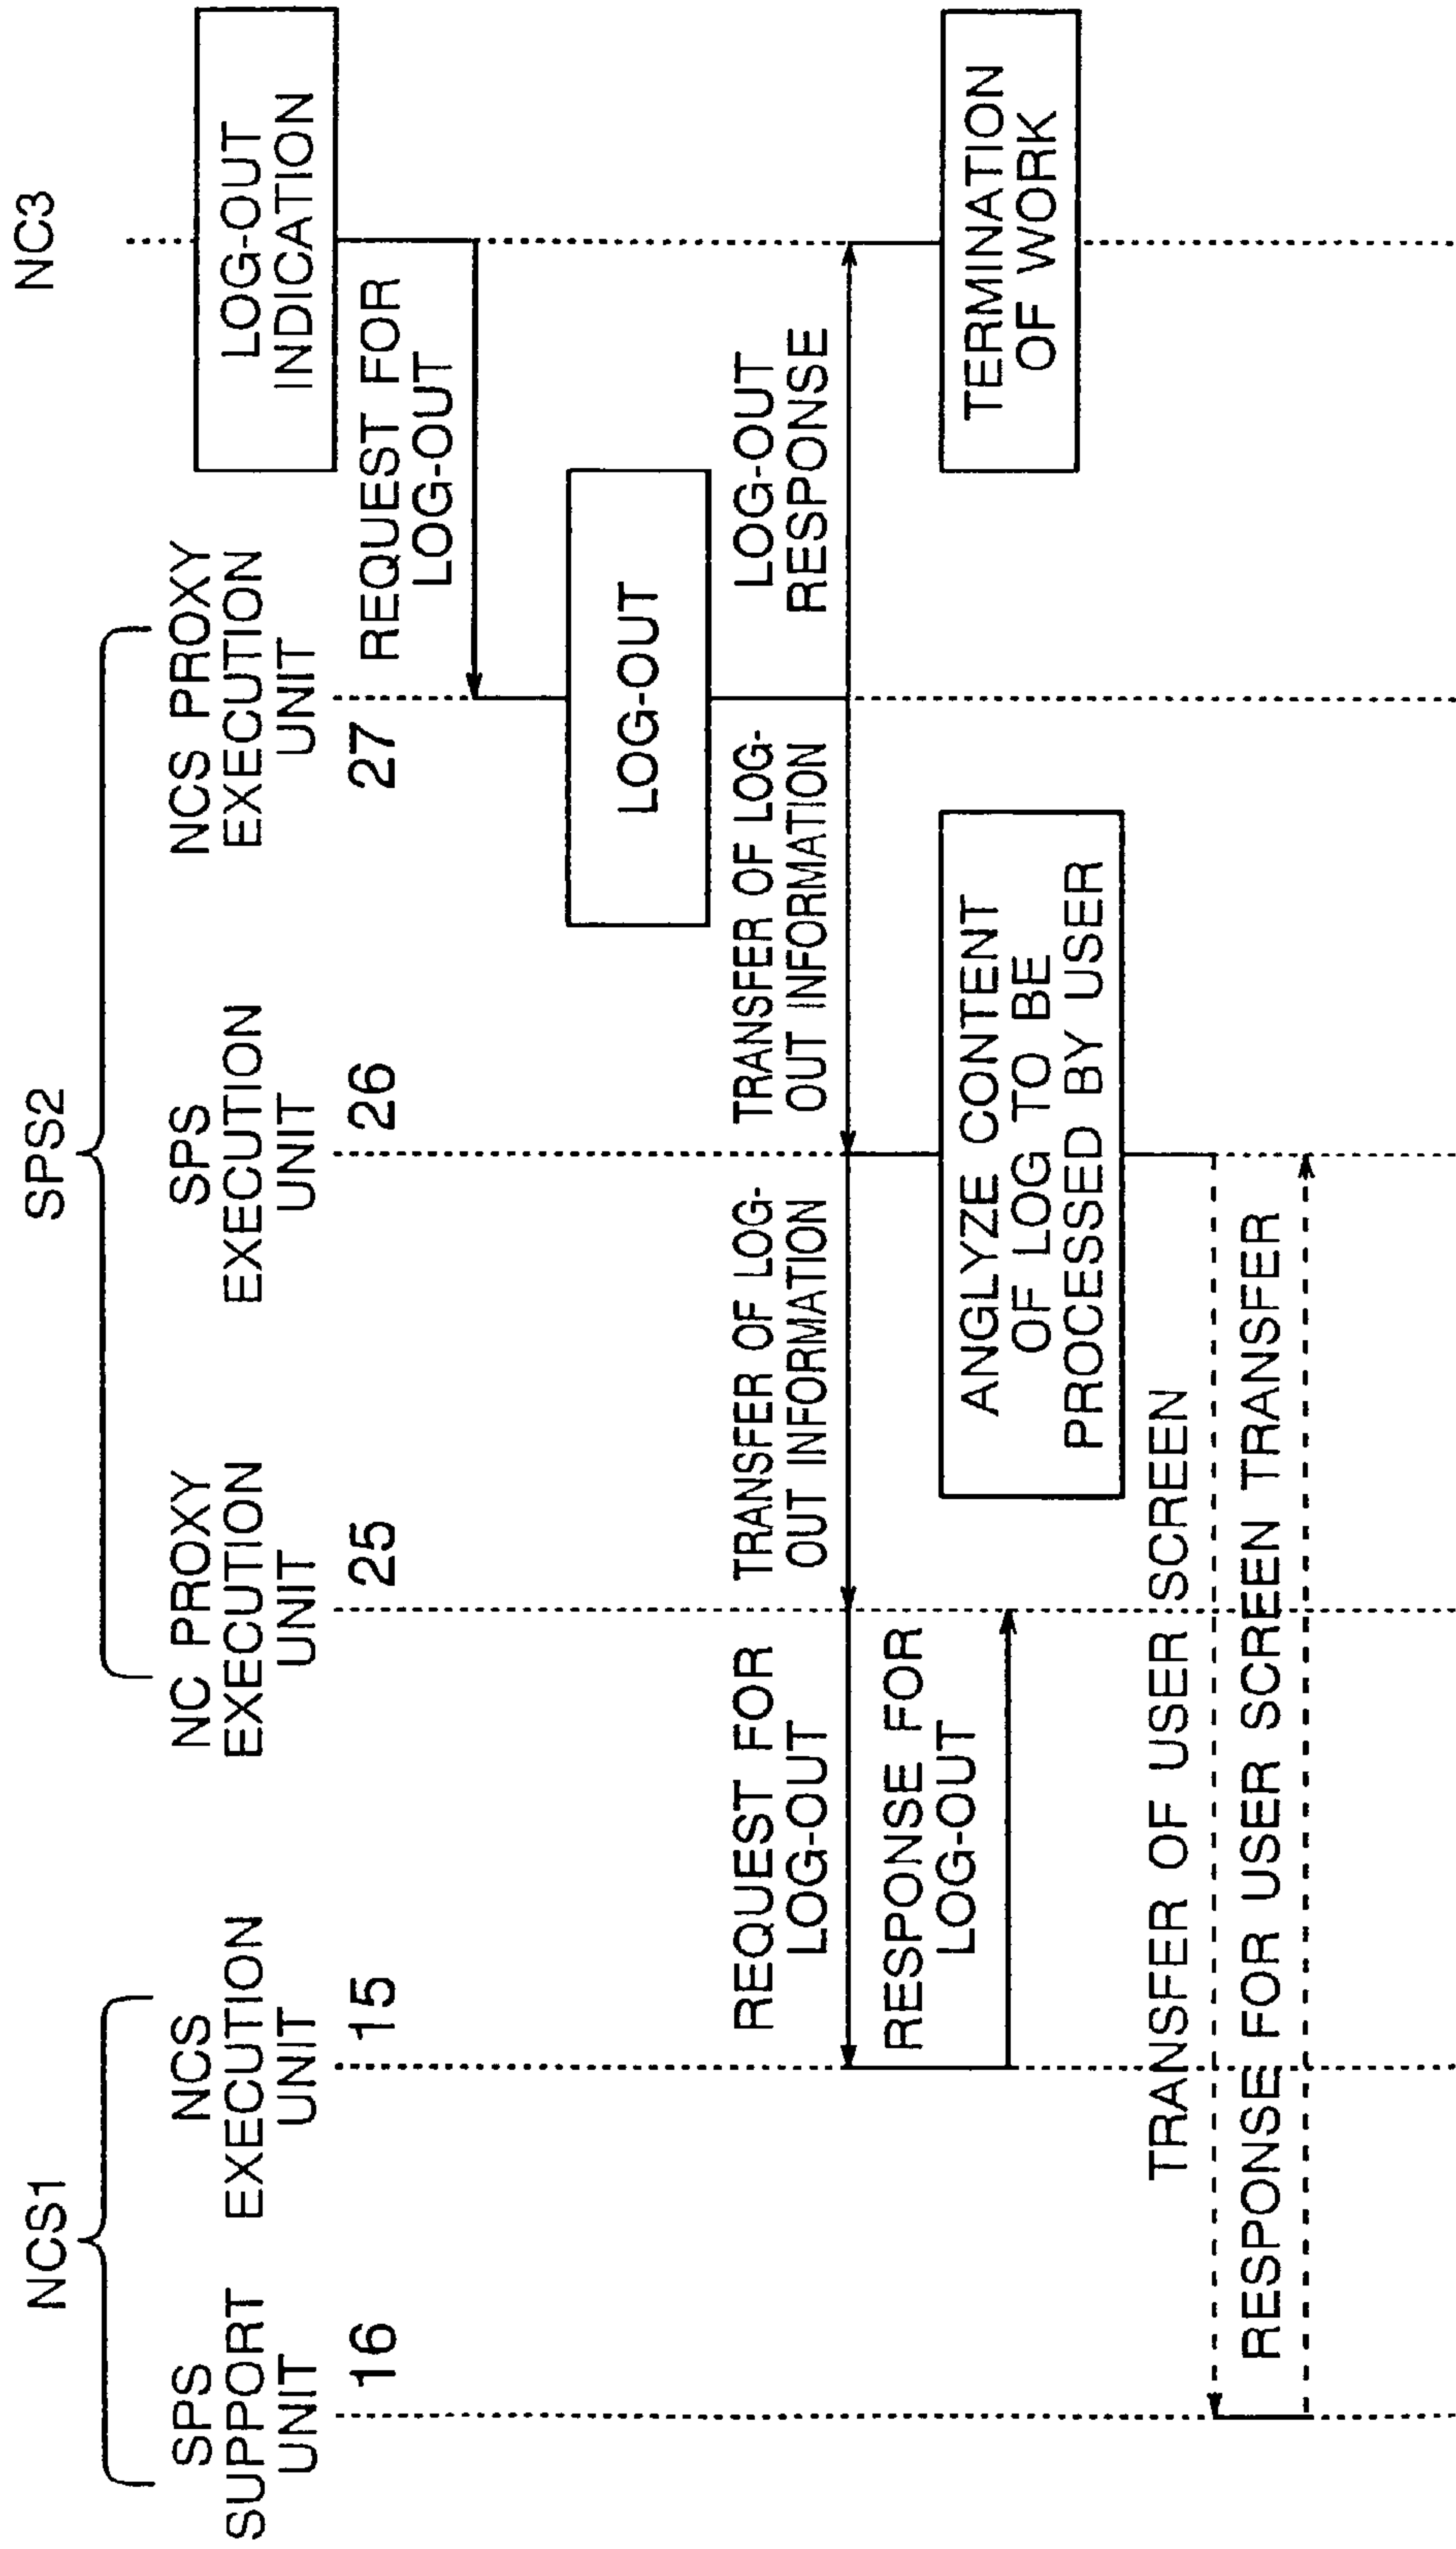 NCS1
SPS2
NC3
SPS
SUPPORT
UNIT
16
NCS
EXECUTION
UNIT
15
NC PROXY
EXECUTION
UNIT
25
SPS
EXECUTION
UNIT
26
NCS PROXY
EXECUTION
UNIT
27
LOG-OUT
INDICATION
REQUEST FOR
LOG-OUT
LOG-OUT
REQUEST FOR
LOG-OUT
TRANSFER OF LOG-
OUT INFORMATION
TRANSFER OF LOG-
OUT INFORMATION
LOG-OUT
RESPONSE
RESPONSE FOR
LOG-OUT
ANGLYZE CONTENT
OF LOG TO BE
PROCESSED BY USER
TERMINATION
OF WORK
TRANSFER OF USER SCREEN
RESPONSE FOR USER SCREEN TRANSFER